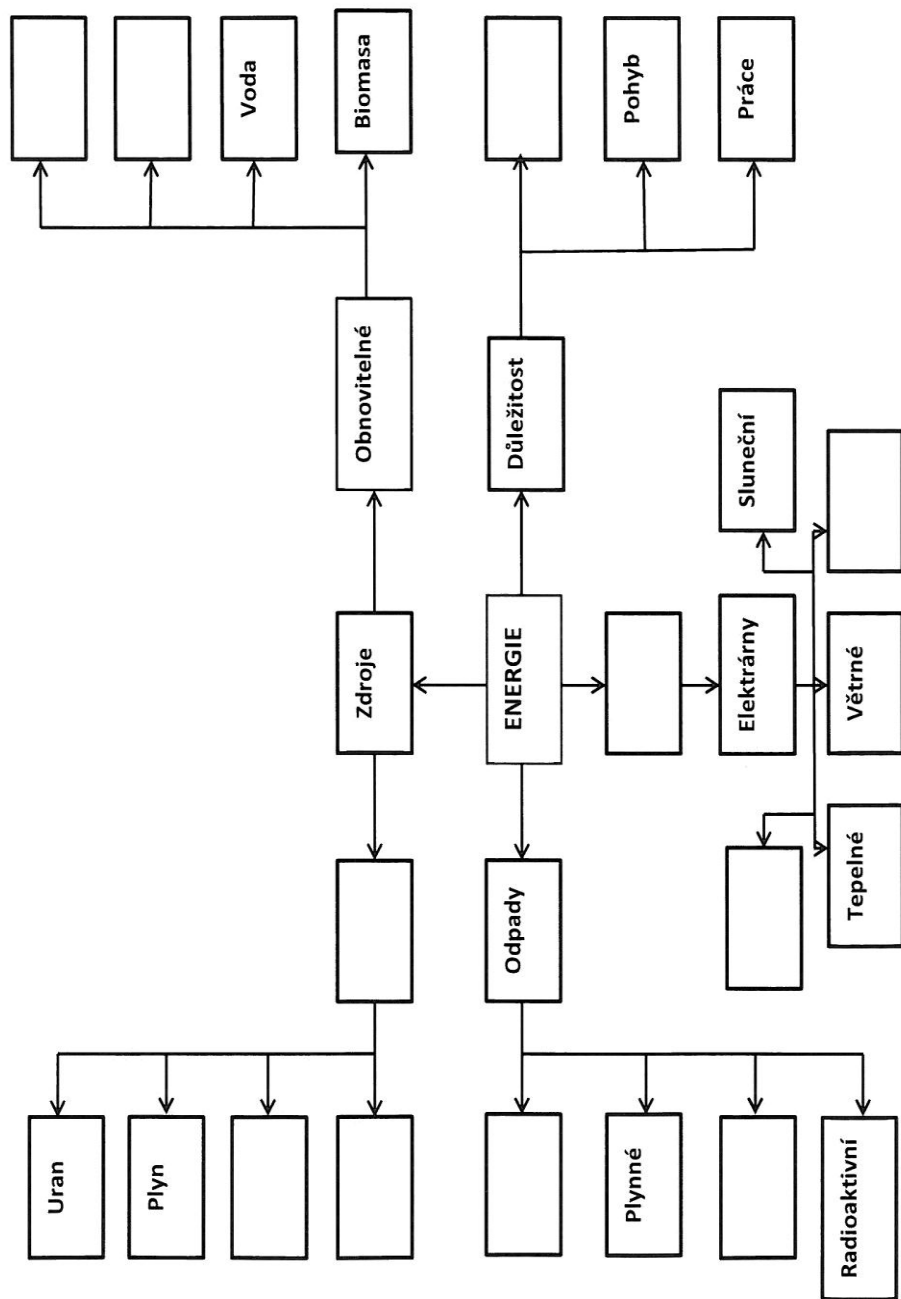 Uran
Plyn
Voda
Zdroje
Obnovitelné
Biomasa
Odpady
ENERGIE
Důležitost
Plynné
Pohyb
Elektrárny
Sluneční
Práce
Radioaktivní
Tepelné
Větrné